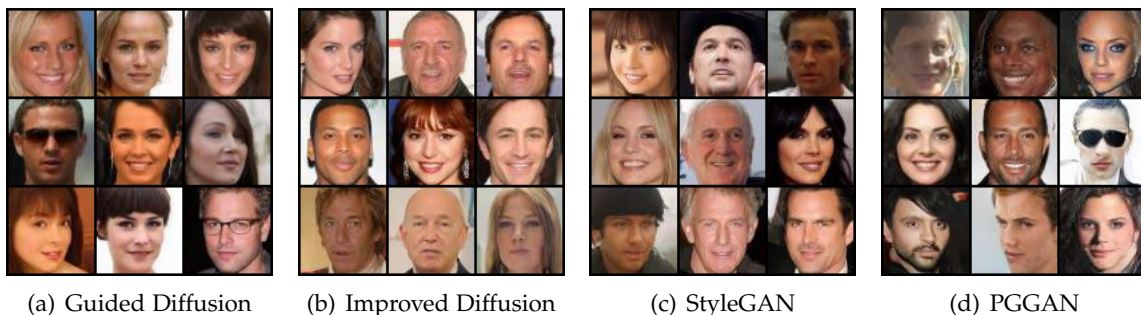 (a) Guided Diffusion
(b) Improved Diffusion
(c) StyleGAN
(d) PGGAN